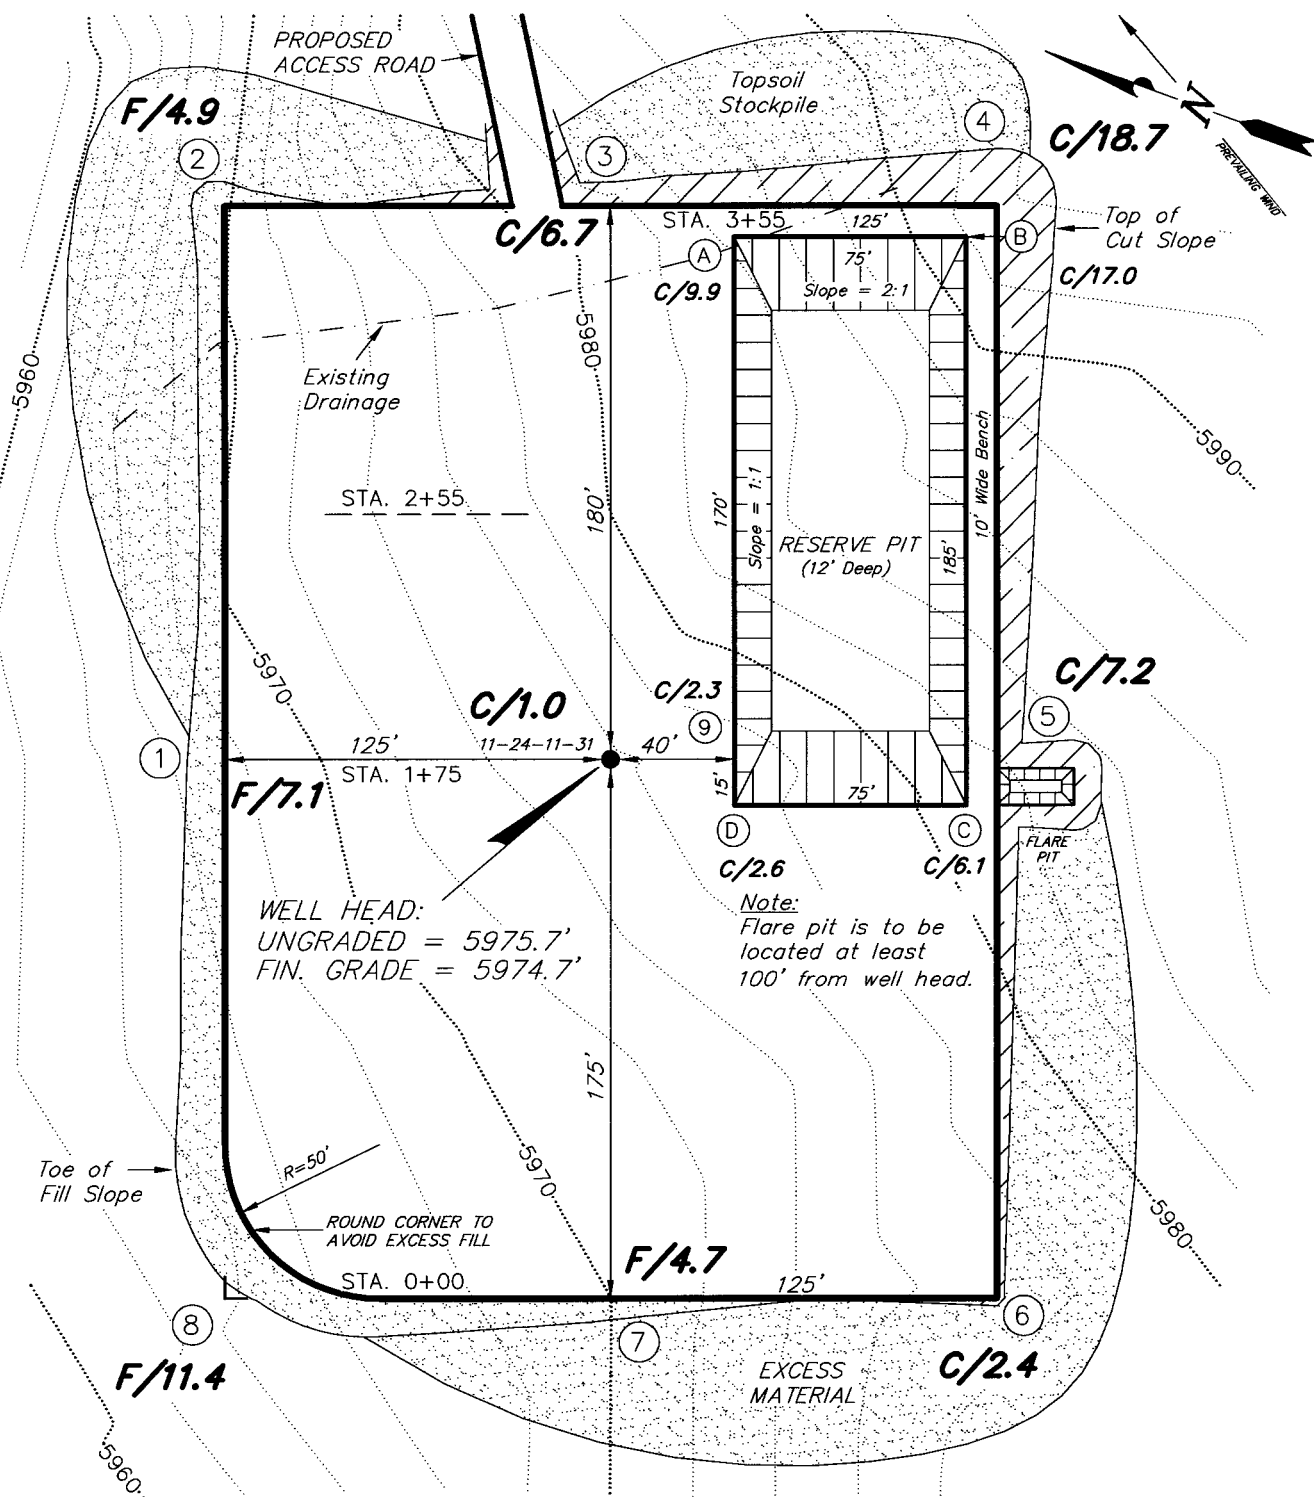 PROPOSED
ACCESS ROAD
Topsoil
Stockpile
N
PREVAILING WIND
F/4.9
2
3
4
C/18.7
C/6.7
STA. 3+55
125'
A
B
Top of
Cut Slope
75'
Slope = 2:1
C/9.9
C/17.0
5980
5960
Existing
Drainage
10' Wide Bench
5990
STA. 2+55
180'
170'
Slope = 1:1
RESERVE PIT
(12' Deep)
185'
5970
C/7.2
C/2.3
C/1.0
9
5
1
125'
11-24-11-31
40'
STA. 1+75
F/7.1
15'
75'
D
C
FLARE
PIT
C/2.6
C/6.1
WELL HEAD:
UNGRADED = 5975.7'
FIN. GRADE = 5974.7'
Note:
Flare pit is to be
located at least
100' from well head.
175'
Toe of
Fill Slope
R=50'
5970
5980
ROUND CORNER TO
AVOID EXCESS FILL
F/4.7
STA. 0+00
125'
8
7
6
F/11.4
EXCESS
MATERIAL
C/2.4
5960